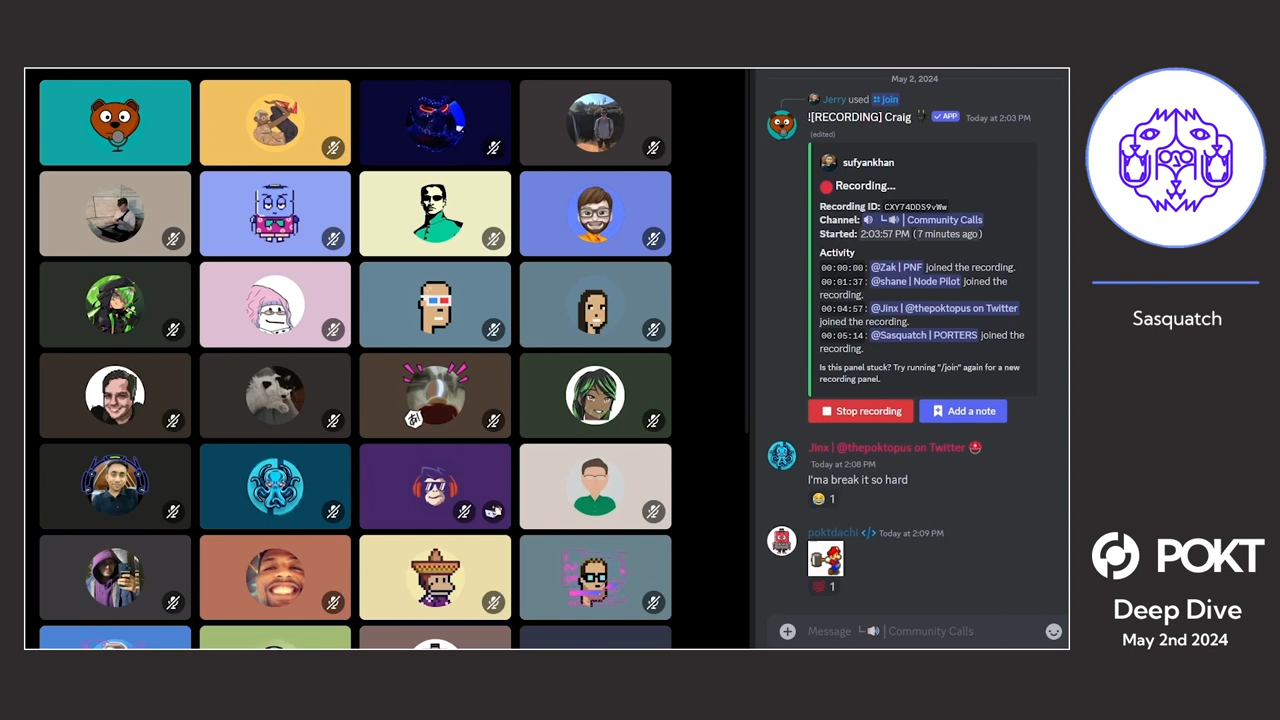 May 2, 2024
Jerry used join
![RECORDING] Craig APP Today at 2:03 PM
(edited)
sufyankhan
Recording...
Recording ID: CXY74DDS9vWw
Channel: | Community Calls
Started: 2:03:57 PM (7 minutes ago)
Activity
00:00:00: @Zak | PNF joined the recording.
00:01:37: @shane | Node Pilot joined the
recording.
00:04:57: @Jinx | @thepoktopus on Twitter
joined the recording.
00:05:14: @Sasquatch | PORTERS joined the
recording.
Is this panel stuck? Try running "/join" again for a new
recording panel.
Stop recording Add a note
Jinx | @thepoktopus on Twitter
Today at 2:08 PM
I'ma break it so hard
1
poktdachi </> Today at 2:09 PM
1
Message | Community Calls
Sasquatch
POKT
Deep Dive
May 2nd 2024